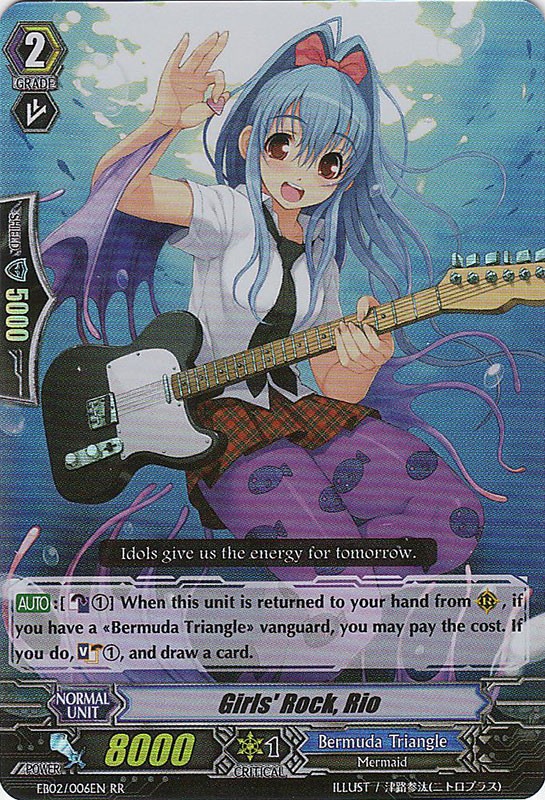 2
GRADE
SHIELD
5000
Idols give us the energy for tomorrow.
AUTO :[ ①] When this unit is returned to your hand from R, if
you have a «Bermuda Triangle» vanguard, you may pay the cost. If
you do, V ①, and draw a card.
NORMAL
UNIT
Girls' Rock, Rio
POWER
8000
1
CRITICAL
Bermuda Triangle
Mermaid
EB02/006EN RR
ILLUST / 津路参汰(ニトロプラス)